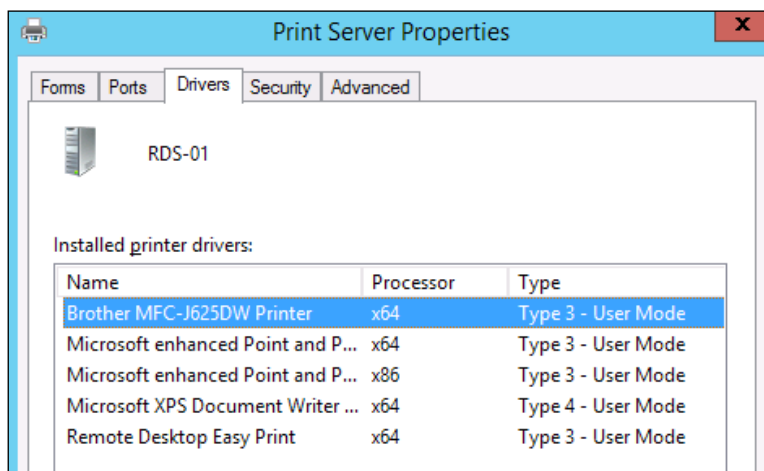 Print Server Properties
x
Forms Ports Drivers Security Advanced
RDS-01
Installed printer drivers:
Name Processor Type
Brother MFC-J625DW Printer x64 Type 3 - User Mode
Microsoft enhanced Point and P... x64 Type 3 - User Mode
Microsoft enhanced Point and P... x86 Type 3 - User Mode
Microsoft XPS Document Writer ... x64 Type 4 - User Mode
Remote Desktop Easy Print x64 Type 3 - User Mode